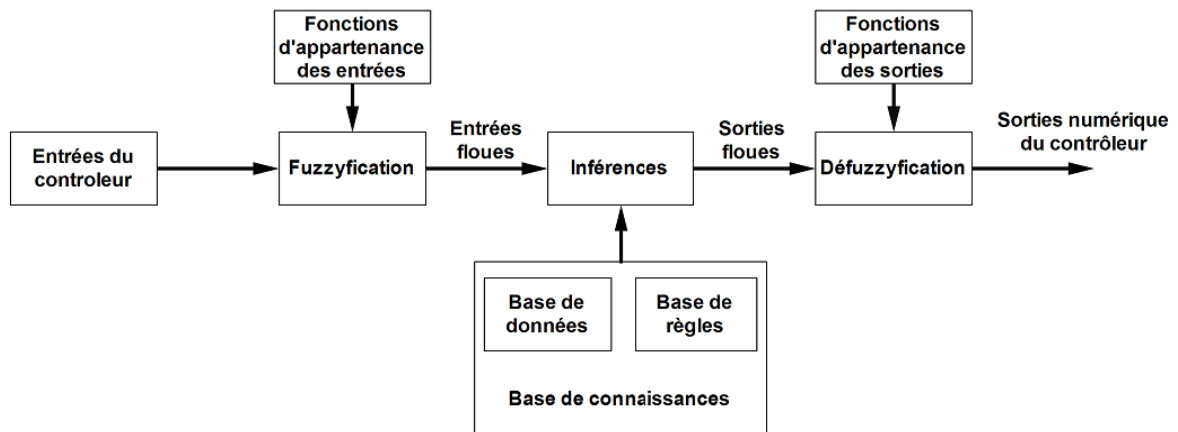 Fonctions
d'appartenance
des entrées
Fonctions
d'appartenance
des sorties
Entrées du
controleur
Fuzzyfication
Entrées
floues
Inférences
Sorties
floues
Défuzzyfication
Sorties numérique
du contrôleur
Base de
données
Base de
règles
Base de connaissances